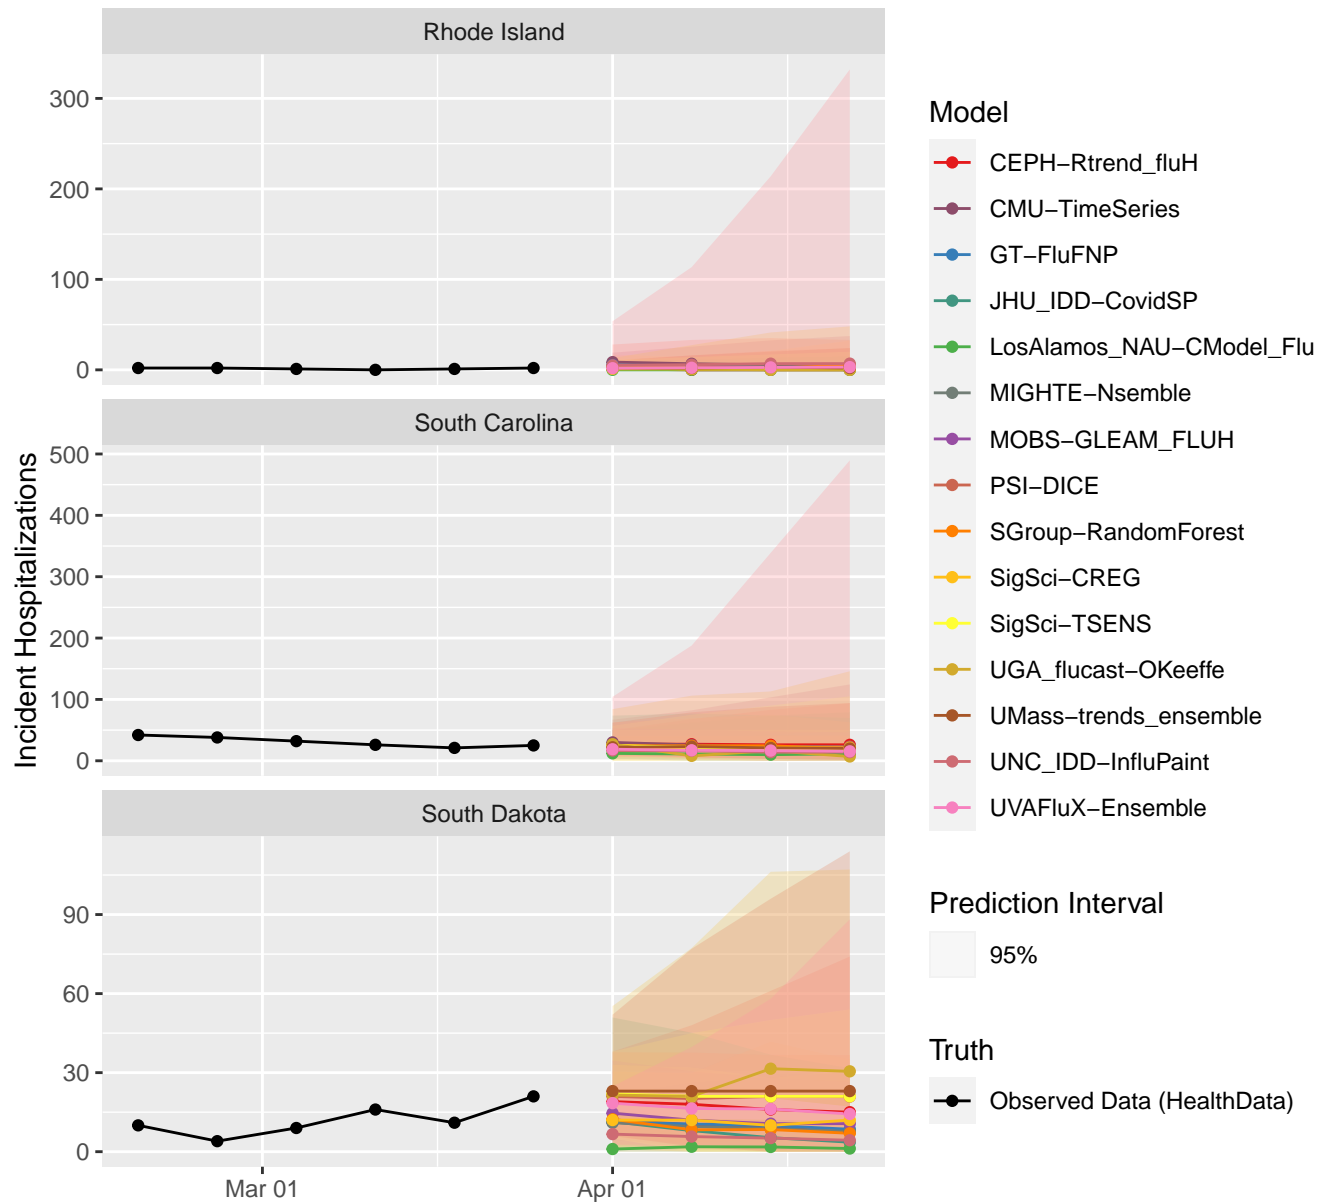 Rhode Island
300
200
100
0
South Carolina
500
400
300
200
100
0
South Dakota
90
60
30
0
Mar 01
Apr 01
Incident Hospitalizations
Model
CEPH−Rtrend_fluH
CMU−TimeSeries
GT−FluFNP
JHU_IDD−CovidSP
LosAlamos_NAU−CModel_Flu
MIGHTE−Nsemble
MOBS−GLEAM_FLUH
PSI−DICE
SGroup−RandomForest
SigSci−CREG
SigSci−TSENS
UGA_flucast−OKeeffe
UMass−trends_ensemble
UNC_IDD−InfluPaint
UVAFluX−Ensemble
Prediction Interval
95%
Truth
Observed Data (HealthData)